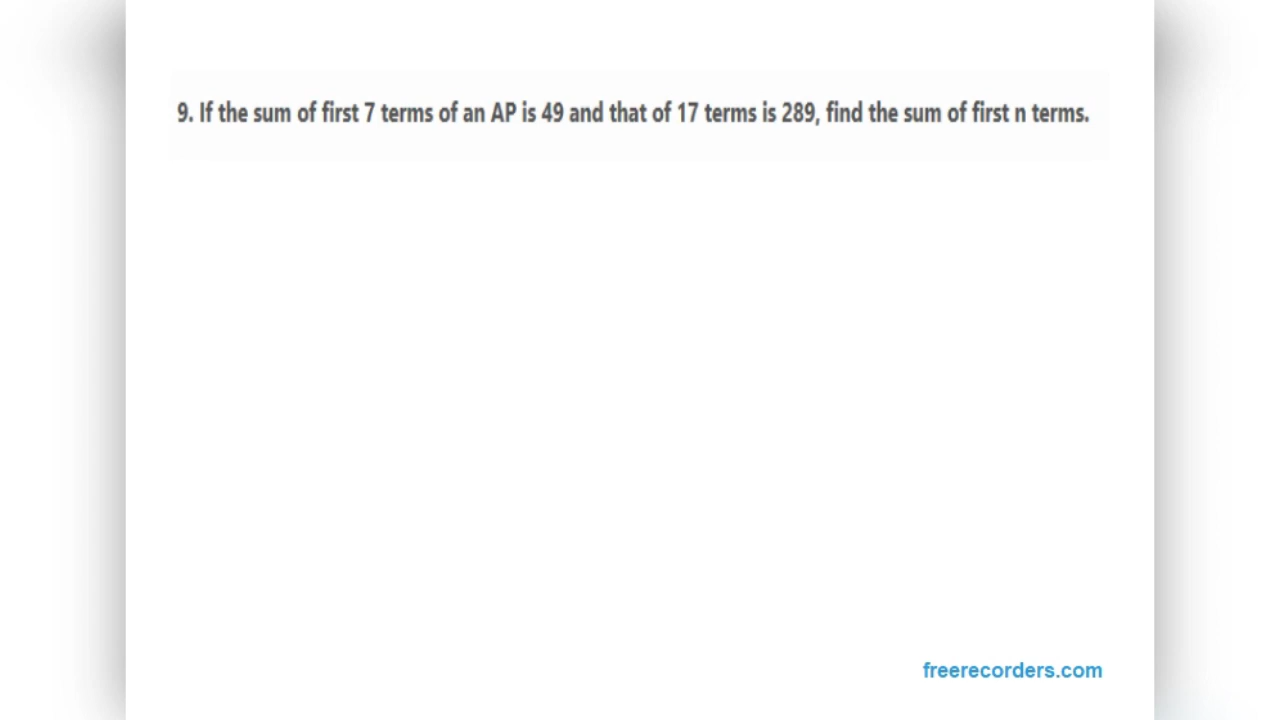 9. If the sum of first 7 terms of an AP is 49 and that of 17 terms is 289, find the sum of first n terms.
freerecorders.com